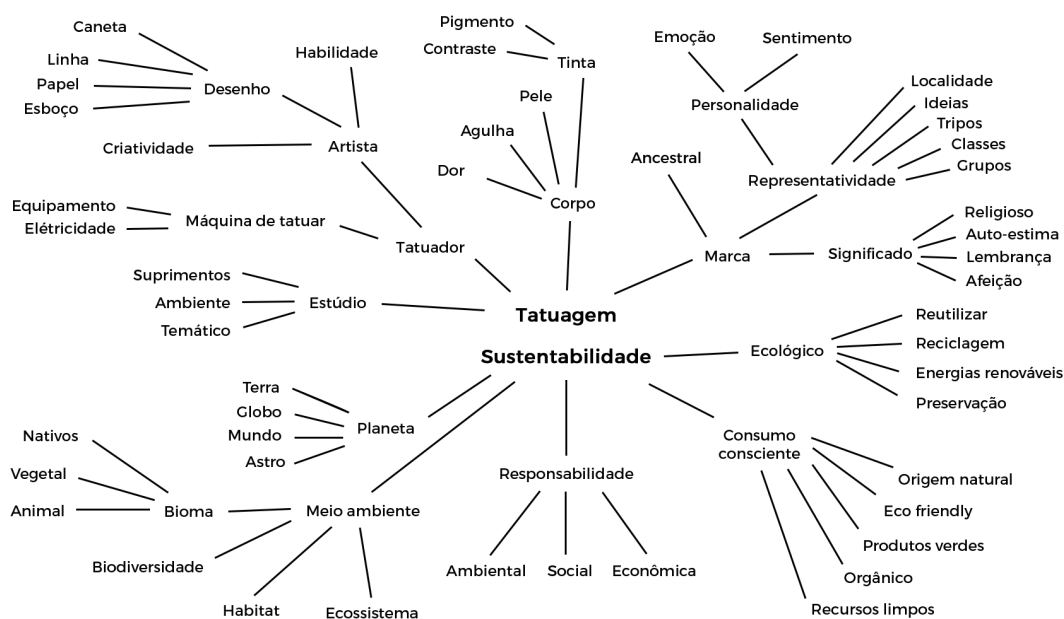 Caneta
Linha
Papel
Esboço
Desenho
Habilidade
Criatividade
Artista
Equipamento
Elétricidade
Máquina de tatuar
Tatuador
Suprimentos
Ambiente
Temático
Estúdio
Pigmento
Contraste
Tinta
Pele
Agulha
Dor
Corpo
Emoção
Sentimento
Personalidade
Localidade
Ideias
Tripos
Classes
Grupos
Representatividade
Ancestral
Marca
Significado
Religioso
Auto-estima
Lembrança
Afeição
Tatuagem
Sustentabilidade
Ecológico
Reutilizar
Reciclagem
Energias renováveis
Preservação
Terra
Globo
Mundo
Astro
Planeta
Nativos
Vegetal
Animal
Bioma
Meio ambiente
Biodiversidade
Habitat
Ecossistema
Responsabilidade
Ambiental
Social
Econômica
Consumo
consciente
Origem natural
Eco friendly
Produtos verdes
Orgânico
Recursos limpos